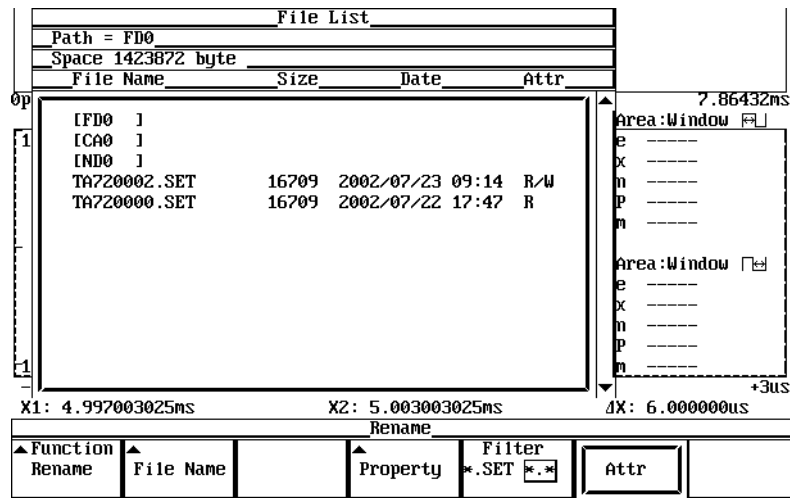 File List
Path = FD0
Space 1423872 byte
File Name Size Date Attr
0p 7.86432ms
[FD0 ]
[CA0 ]
[ND0 ]
TA720002.SET 16709 2002/07/23 09:14 R/W
TA720000.SET 16709 2002/07/22 17:47 R
Area:Window
1
e -----
x -----
n -----
P -----
m -----
Area:Window
e -----
x -----
n -----
P -----
m -----
1
+3us
X1: 4.997003025ms X2: 5.003003025ms ΔX: 6.000000us
Rename
Function
Rename
File Name
Property
Filter
*.SET *.*
Attr